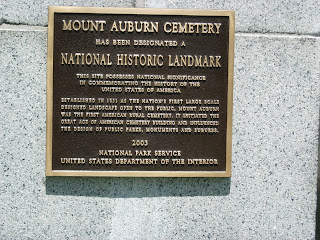 MOUNT AUBURN CEMETERY
HAS BEEN DESIGNATED A
NATIONAL HISTORIC LANDMARK
THIS SITE POSSESSES NATIONAL SIGNIFICANCE
IN COMMEMORATING THE HISTORY OF THE
UNITED STATES OF AMERICA
ESTABLISHED IN 1831 AS THE NATION'S FIRST LARGE SCALE
DESIGNED LANDSCAPE OPEN TO THE PUBLIC, MOUNT AUBURN
WAS THE FIRST AMERICAN RURAL CEMETERY. IT INITIATED THE
GREAT AGE OF AMERICAN CEMETERY BUILDING AND INFLUENCED
THE DESIGN OF PUBLIC PARKS, MONUMENTS AND SUBURBS.
2003
NATIONAL PARK SERVICE
UNITED STATES DEPARTMENT OF THE INTERIOR